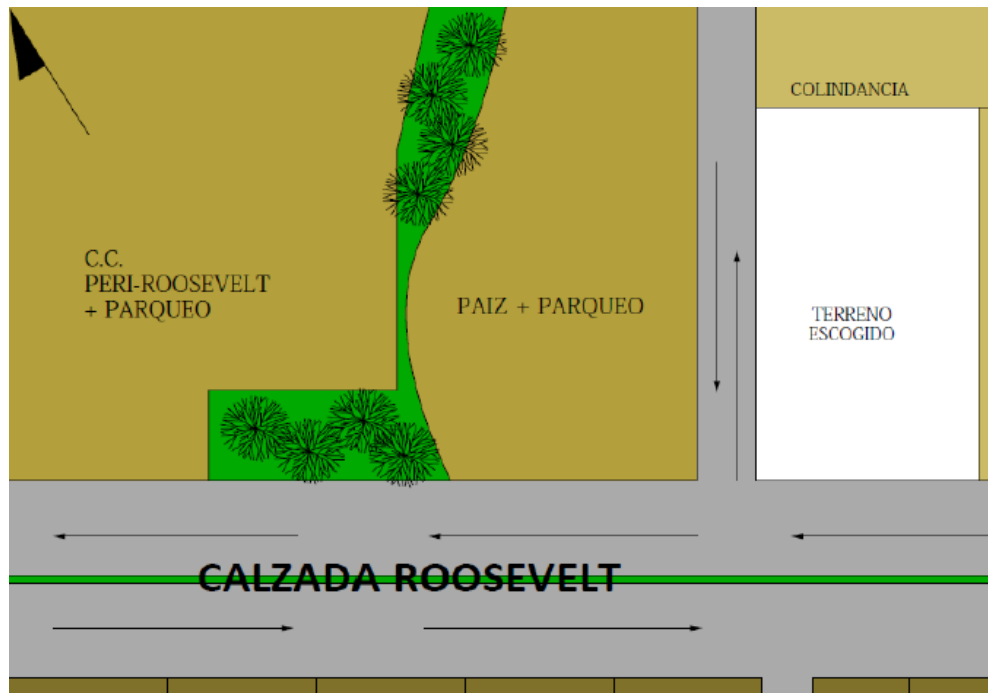 COLINDANCIA
C.C.
PERI-ROOSEVELT
+ PARQUEO
PAIZ + PARQUEO
TERRENO
ESCOGIDO
CALZADA ROOSEVELT